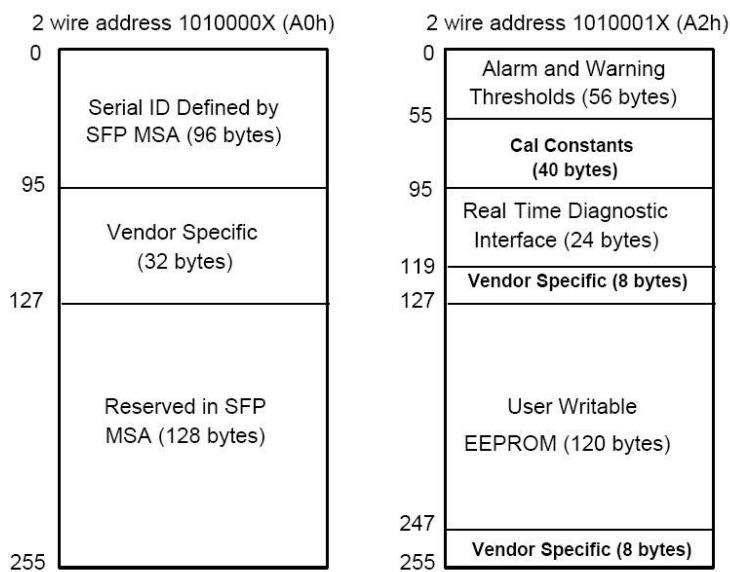 2 wire address 1010000X (A0h)
0
Serial ID Defined by
SFP MSA (96 bytes)
95
Vendor Specific
(32 bytes)
127
Reserved in SFP
MSA (128 bytes)
255
2 wire address 1010001X (A2h)
0
Alarm and Warning
Thresholds (56 bytes)
55
Cal Constants
(40 bytes)
95
Real Time Diagnostic
Interface (24 bytes)
119
Vendor Specific (8 bytes)
127
User Writable
EEPROM (120 bytes)
247
Vendor Specific (8 bytes)
255